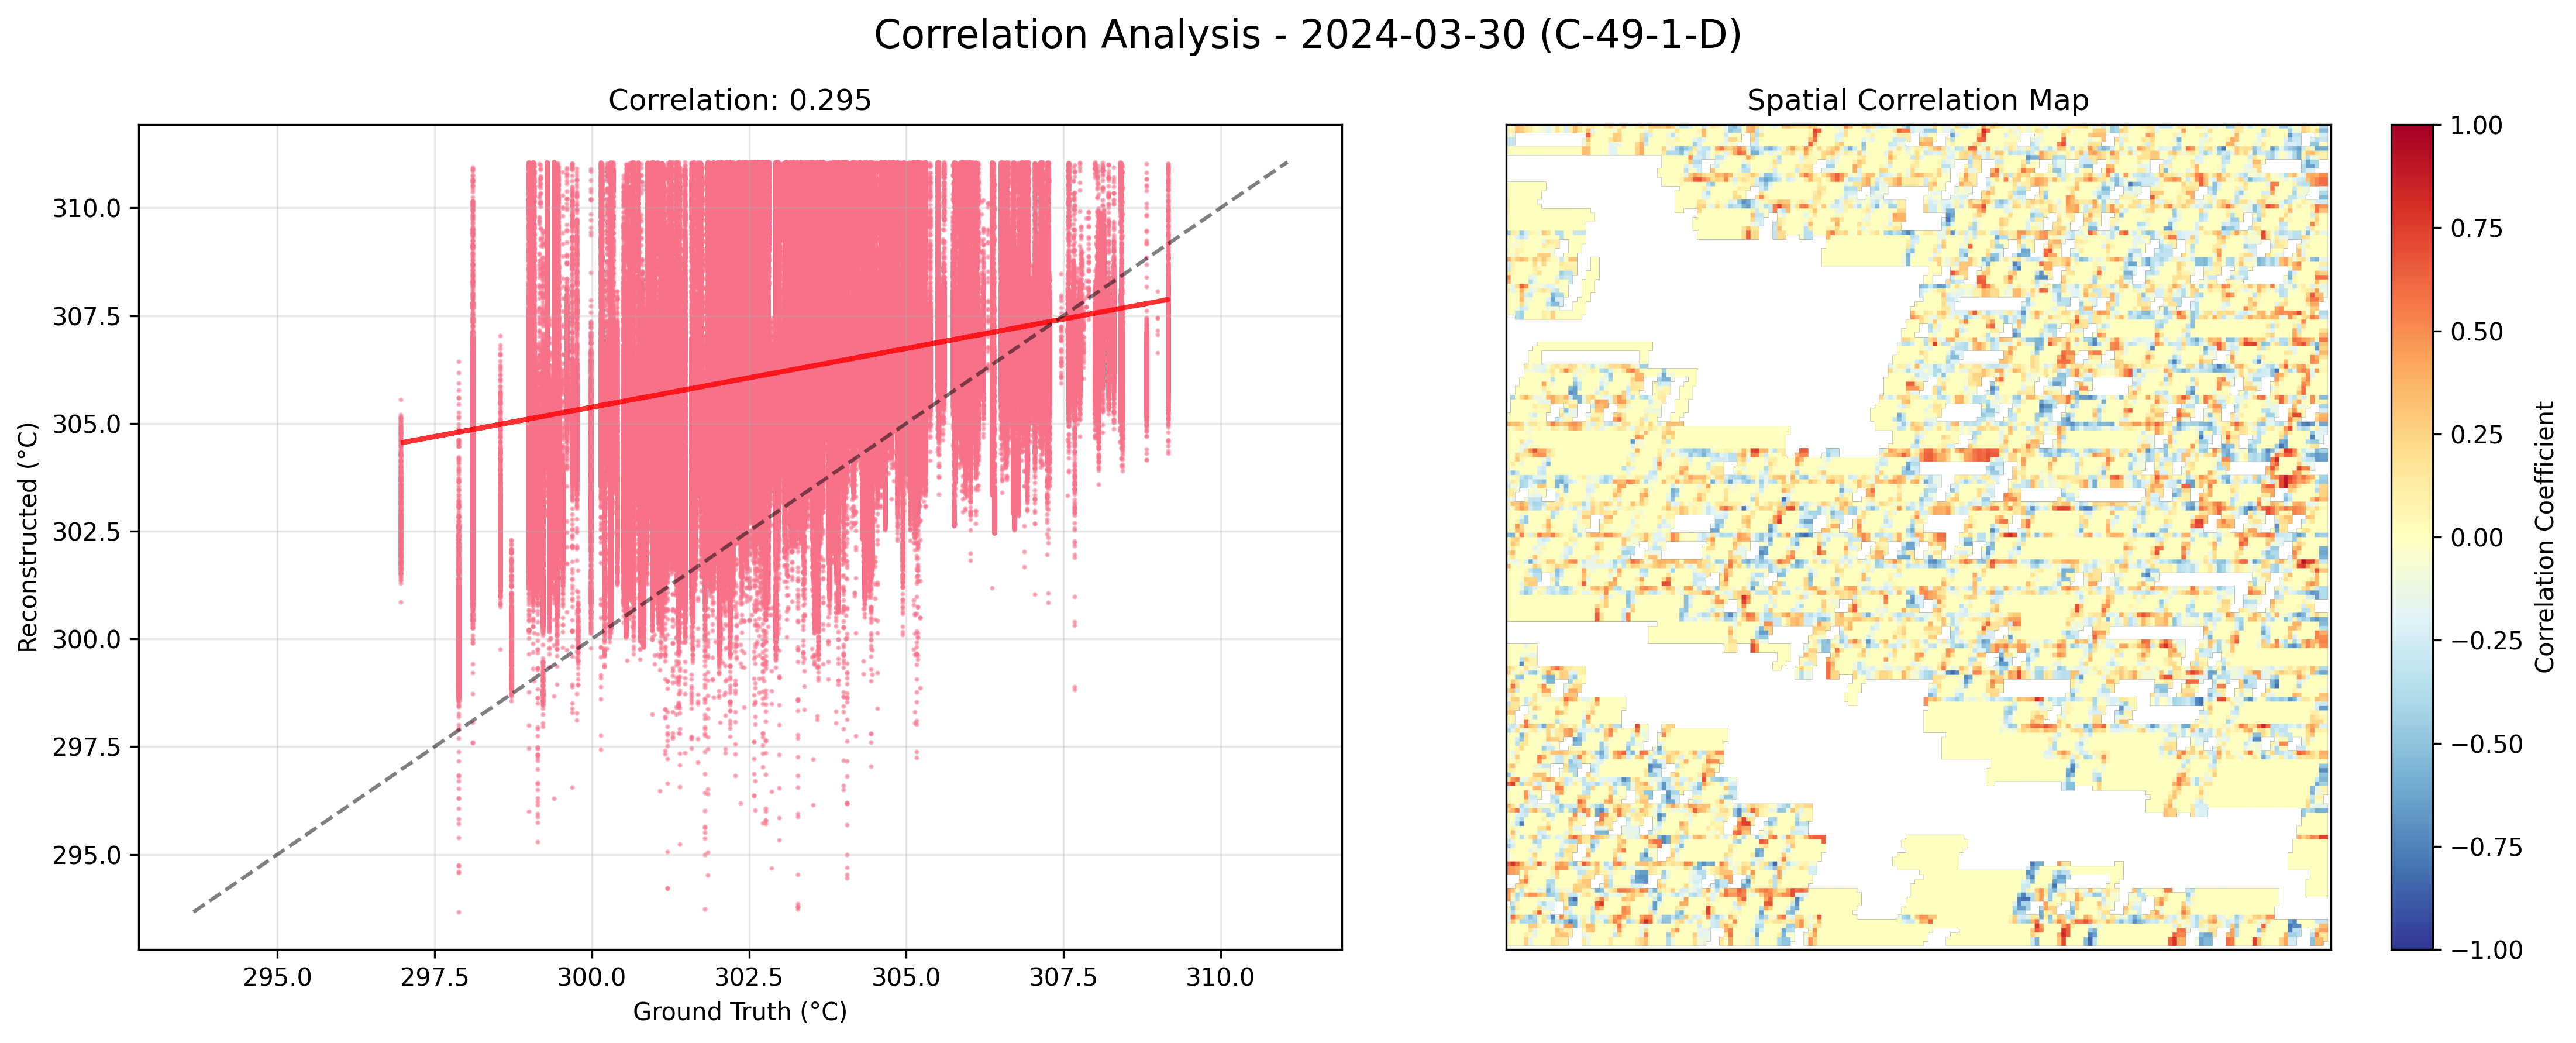 Correlation Analysis - 2024-03-30 (C-49-1-D)
Correlation: 0.295
310.0
307.5
305.0
302.5
300.0
297.5
295.0
Reconstructed (°C)
295.0 297.5 300.0 302.5 305.0 307.5 310.0
Ground Truth (°C)
Spatial Correlation Map
1.00
0.75
0.50
0.25
0.00
−0.25
−0.50
−0.75
−1.00
Correlation Coefficient